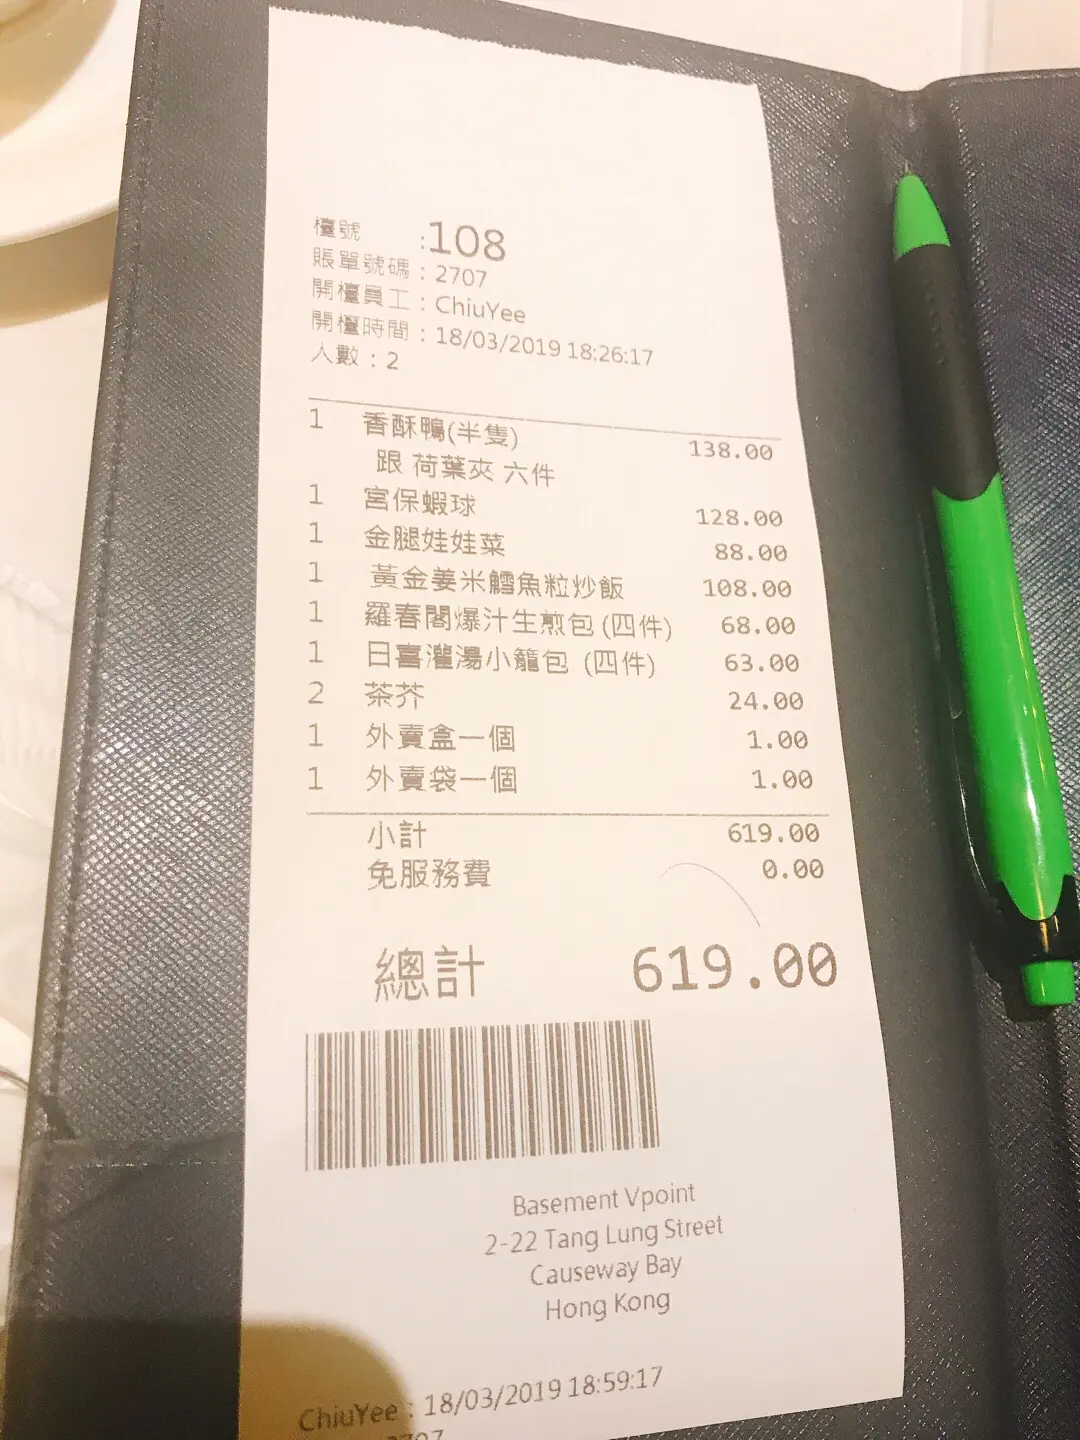 檯號 :108
賬單號碼 : 2707
開檯員工 : ChiuYee
開檯時間 : 18/03/2019 18:26:17
人數 : 2
1 香酥鴨(半隻) 138.00
跟 荷葉夾 六件
1 宮保蝦球 128.00
1 金腿娃娃菜 88.00
1 黃金姜米鱈魚粒炒飯 108.00
1 羅春閣爆汁生煎包 (四件) 68.00
1 日喜灌湯小籠包 (四件) 63.00
2 茶芥 24.00
1 外賣盒一個 1.00
1 外賣袋一個 1.00
小計 619.00
免服務費 0.00
總計 619.00
Basement Vpoint
2-22 Tang Lung Street
Causeway Bay
Hong Kong
ChiuYee : 18/03/2019 18:59:17
2707